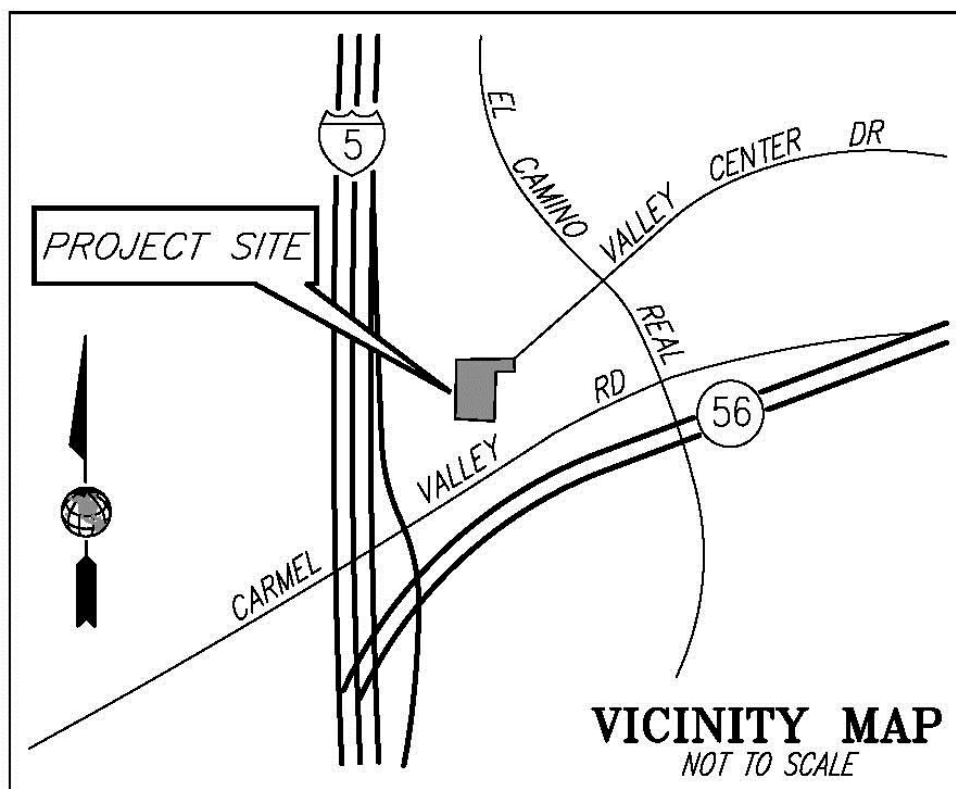 5
EL CAMINO REAL
VALLEY CENTER DR
PROJECT SITE
CARMEL VALLEY RD
56
VICINITY MAP
NOT TO SCALE